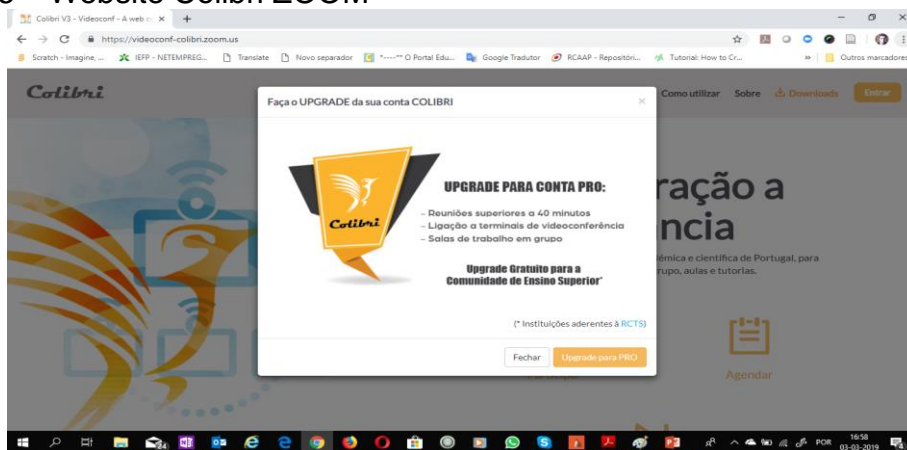 Website Colibri ZOOM
Colibri V3 - Videoconf - A web c
https://videoconf-colibri.zoom.us
Scratch - Imagine, ...
IEFP - NETEMPREG...
Translate
Novo separador
*----** O Portal Edu...
Google Tradutor
RCAAP - Repositóri...
Tutorial: How to Cr...
»
Outros marcadores
Colibri
Como utilizar
Sobre
Downloads
Entrar
Faça o UPGRADE da sua conta COLIBRI
×
Colibri
UPGRADE PARA CONTA PRO:
- Reuniões superiores a 40 minutos
- Ligação a terminais de videoconferência
- Salas de trabalho em grupo
Upgrade Gratuito para a
Comunidade de Ensino Superior*
(* Instituições aderentes à RCTS)
Fechar
Upgrade para PRO
ração a
ncia
émica e científica de Portugal, para
rupo, aulas e tutorias.
Agendar
24
POR
16:58
03-03-2019
4